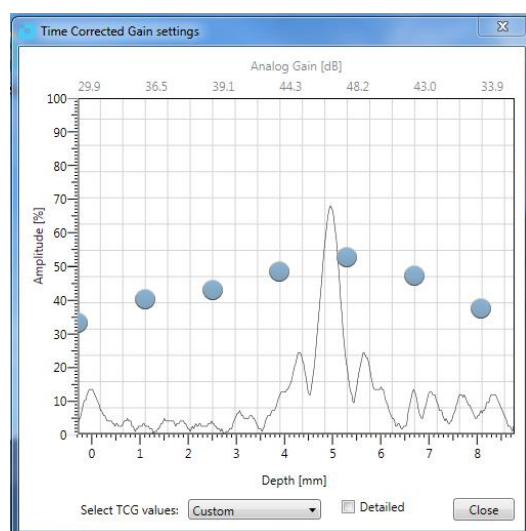 Time Corrected Gain settings
Analog Gain [dB]
29.9 36.5 39.1 44.3 48.2 43.0 33.9
100
90
80
70
60
50
40
30
20
10
0
Amplitude [%]
0 1 2 3 4 5 6 7 8
Depth [mm]
Select TCG values: Custom Detailed Close